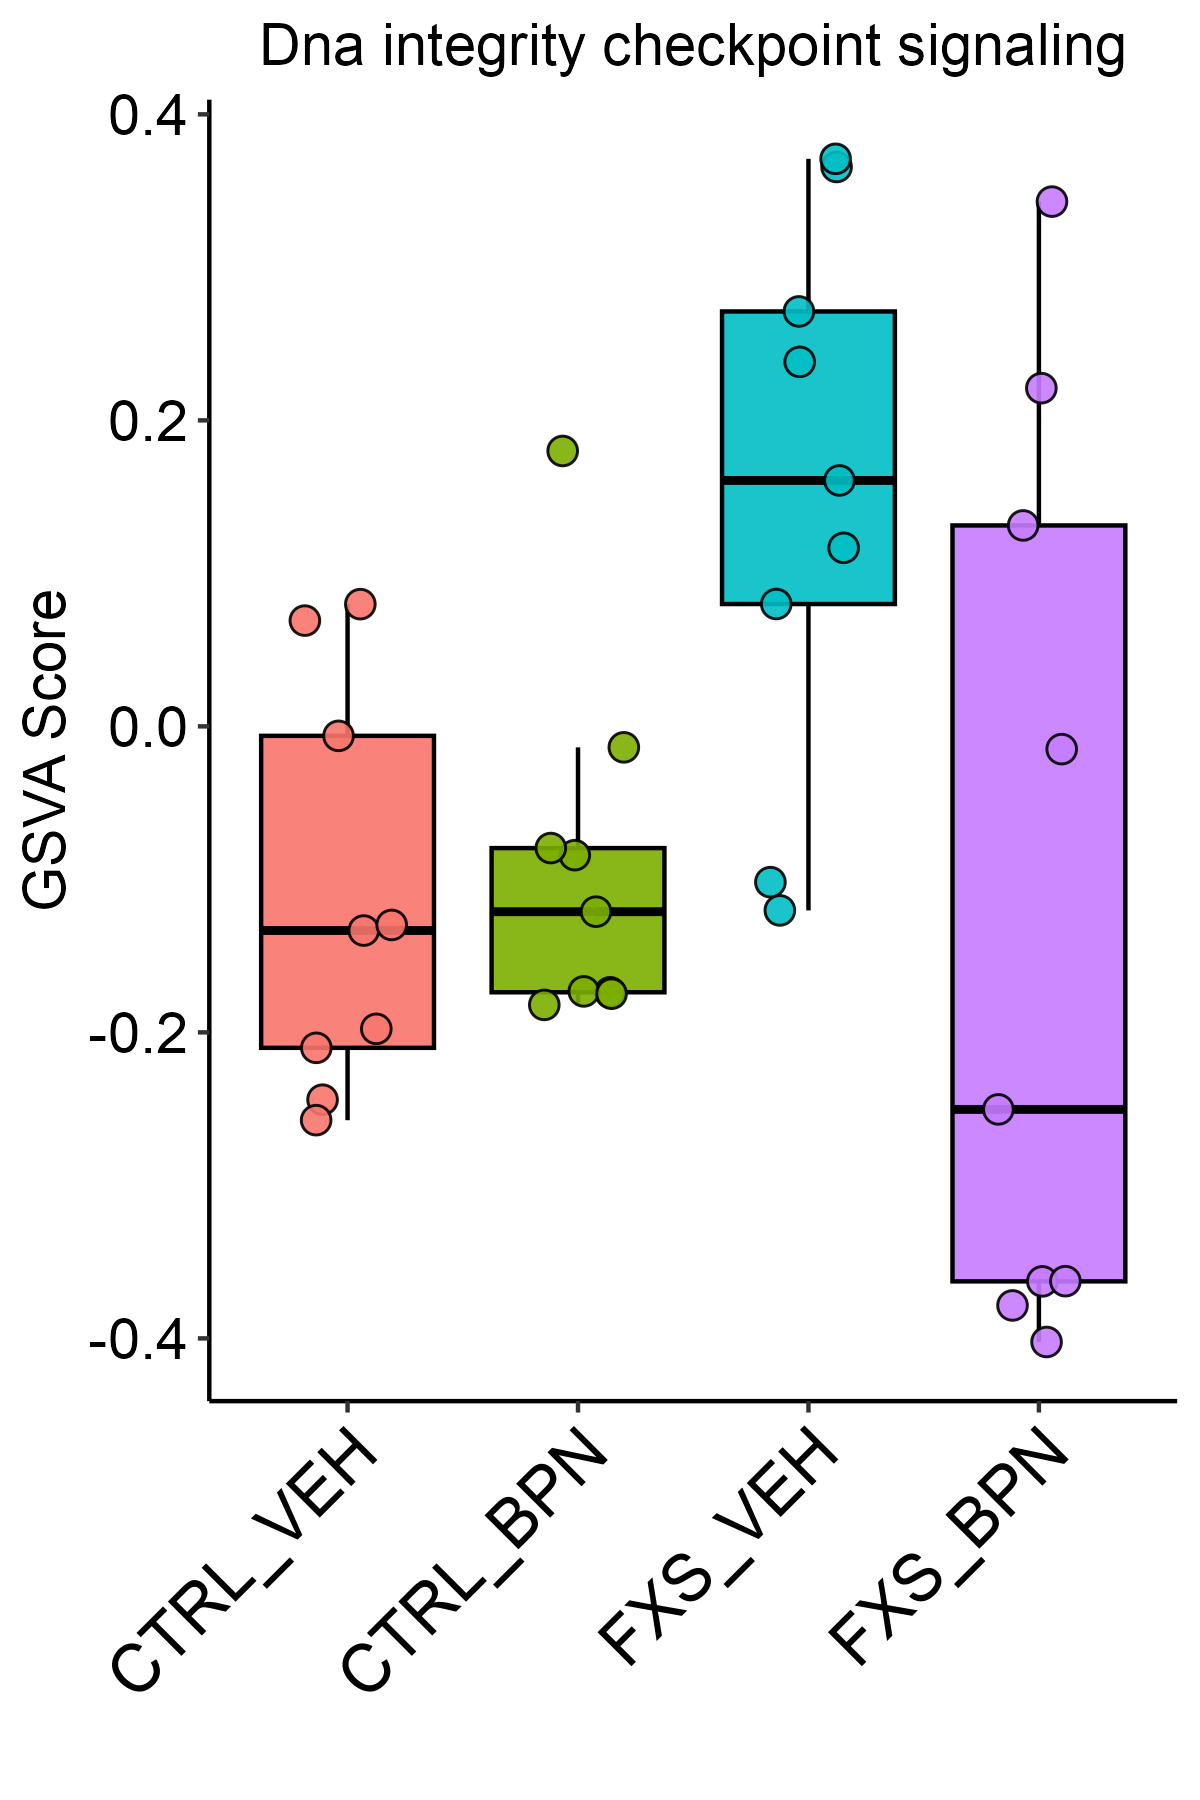 Dna integrity checkpoint signaling
0.4
0.2
0.0
-0.2
-0.4
GSVA Score
CTRL_VEH
CTRL_BPN
FXS_VEH
FXS_BPN